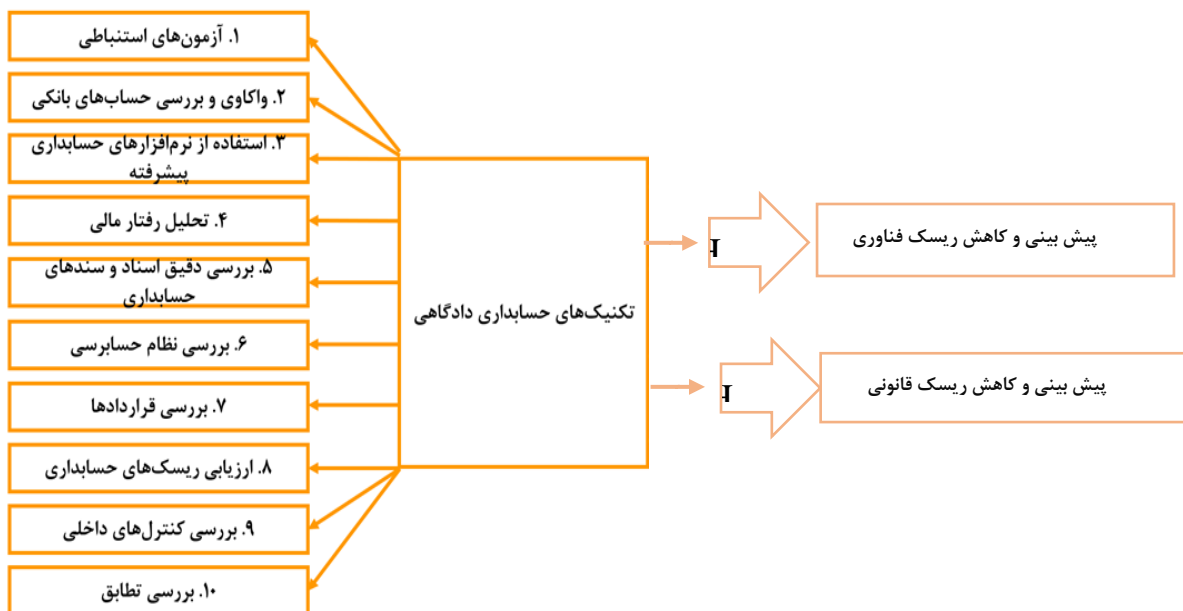 ۱. آزمون‌های استنباطی
۲. واکاوی و بررسی حساب‌های بانکی
۳. استفاده از نرم‌افزارهای حسابداری
پیشرفته
۴. تحلیل رفتار مالی
۵. بررسی دقیق اسناد و سندهای
حسابداری
۶. بررسی نظام حسابرسی
۷. بررسی قراردادها
۸. ارزیابی ریسک‌های حسابداری
۹. بررسی کنترل‌های داخلی
۱۰. بررسی تطابق
تکنیک‌های حسابداری دادگاهی
پیش بینی و کاهش ریسک فناوری
پیش بینی و کاهش ریسک قانونی